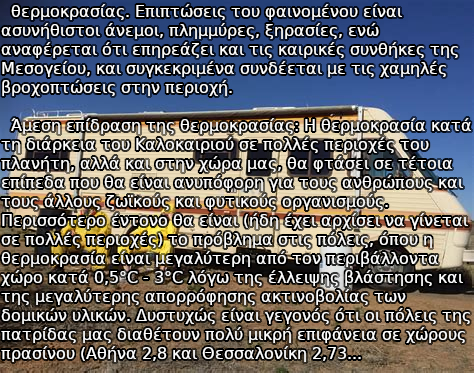 θερμοκρασίας. Επιπτώσεις του φαινομένου είναι
ασυνήθιστοι άνεμοι, πλημμύρες, ξηρασίες, ενώ
αναφέρεται ότι επηρεάζει και τις καιρικές συνθήκες της
Μεσογείου, και συγκεκριμένα συνδέεται με τις χαμηλές
βροχοπτώσεις στην περιοχή.
Άμεση επίδραση της θερμοκρασίας: Η θερμοκρασία κατά
τη διάρκεια του Καλοκαιριού σε πολλές περιοχές του
πλανήτη, αλλά και στην χώρα μας, θα φτάσει σε τέτοια
επίπεδα που θα είναι ανυπόφορη για τους ανθρώπους και
τους άλλους ζωϊκούς και φυτικούς οργανισμούς.
Περισσότερο έντονο θα είναι (ήδη έχει αρχίσει να γίνεται
σε πολλές περιοχές) το πρόβλημα στις πόλεις, όπου η
θερμοκρασία είναι μεγαλύτερη από τον περιβάλλοντα
χώρο κατά 0,5°C – 3°C λόγω της έλλειψης βλάστησης και
της μεγαλύτερης απορρόφησης ακτινοβολίας των
δομικών υλικών. Δυστυχώς είναι γεγονός ότι οι πόλεις της
πατρίδας μας διαθέτουν πολύ μικρή επιφάνεια σε χώρους
πρασίνου (Αθήνα 2,8 και Θεσσαλονίκη 2,73...